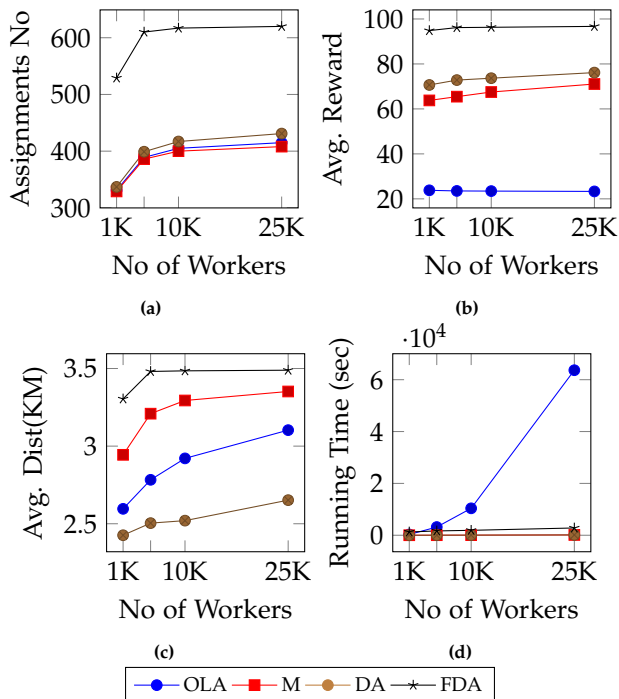 Assignments No
600
500
400
300
1K
10K
25K
No of Workers
(a)
Avg. Reward
100
80
60
40
20
1K
10K
25K
No of Workers
(b)
Avg. Dist(KM)
3.5
3
2.5
1K
10K
25K
No of Workers
(c)
·10⁴
Running Time (sec)
6
4
2
0
1K
10K
25K
No of Workers
(d)
OLA M DA FDA